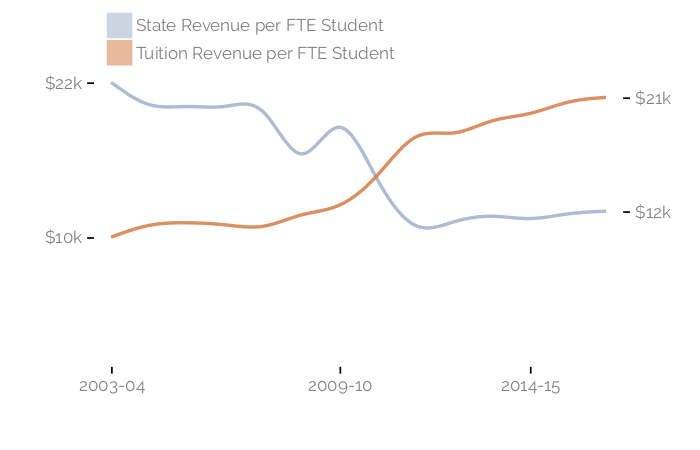 State Revenue per FTE Student
Tuition Revenue per FTE Student
$22k
$21k
$12k
$10k
2003-04 2009-10 2014-15